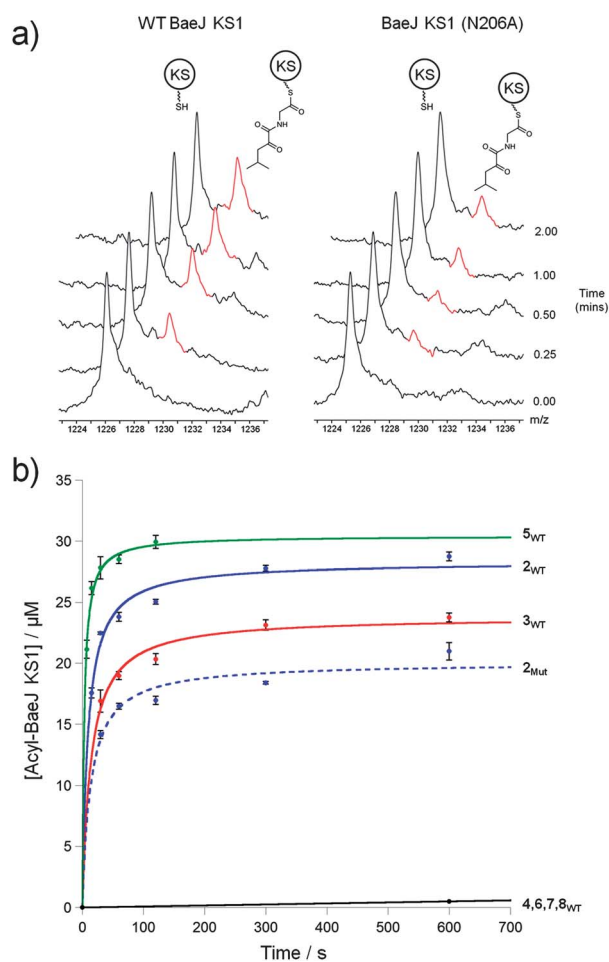 a)
WT BaeJ KS1
BaeJ KS1 (N206A)
KS
SH
KS
S
O
O
NH
O
KS
SH
KS
S
O
O
NH
O
2.00
1.00
0.50
0.25
0.00
Time
(mins)
1224 1226 1228 1230 1232 1234 1236
1224 1226 1228 1230 1232 1234 1236
m/z
b)
[Acyl-BaeJ KS1] / µM
35
30
25
20
15
10
5
0
0 100 200 300 400 500 600 700
Time / s
5WT
2WT
3WT
2Mut
4,6,7,8WT